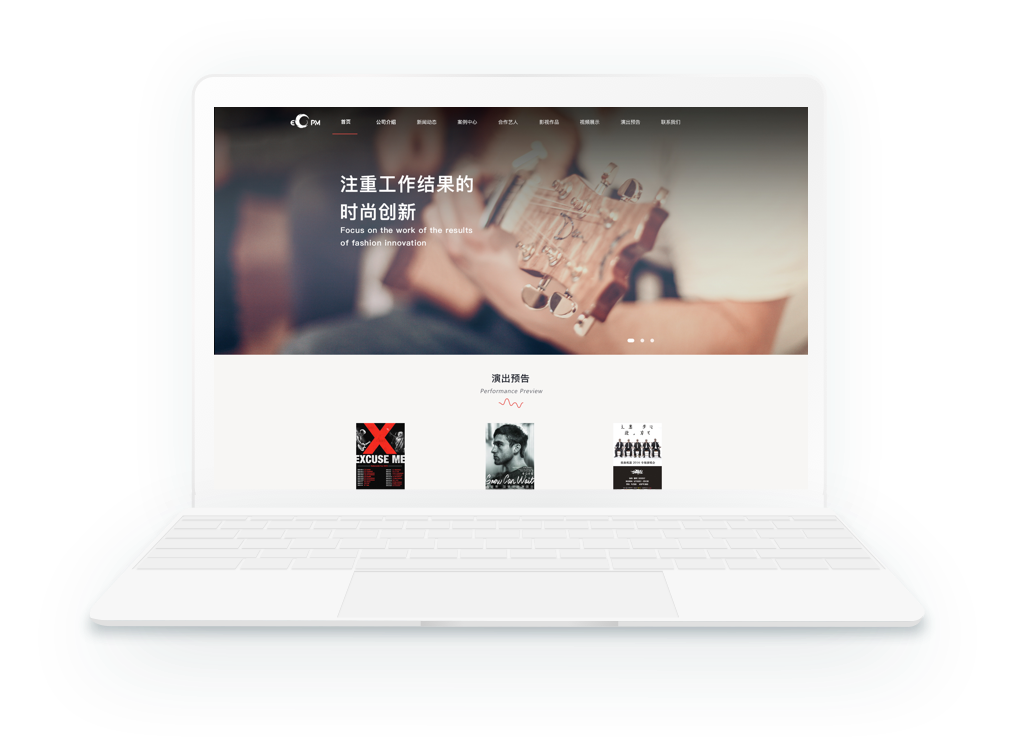 PM
首页
公司介绍
新闻动态
案例中心
合作艺人
影视作品
视频展示
演出预告
联系我们
注重工作结果的
时尚创新
Focus on the work of the results
of fashion innovation
演出预告
Performance Preview
X
EXCUSE ME
Snow Can Wait